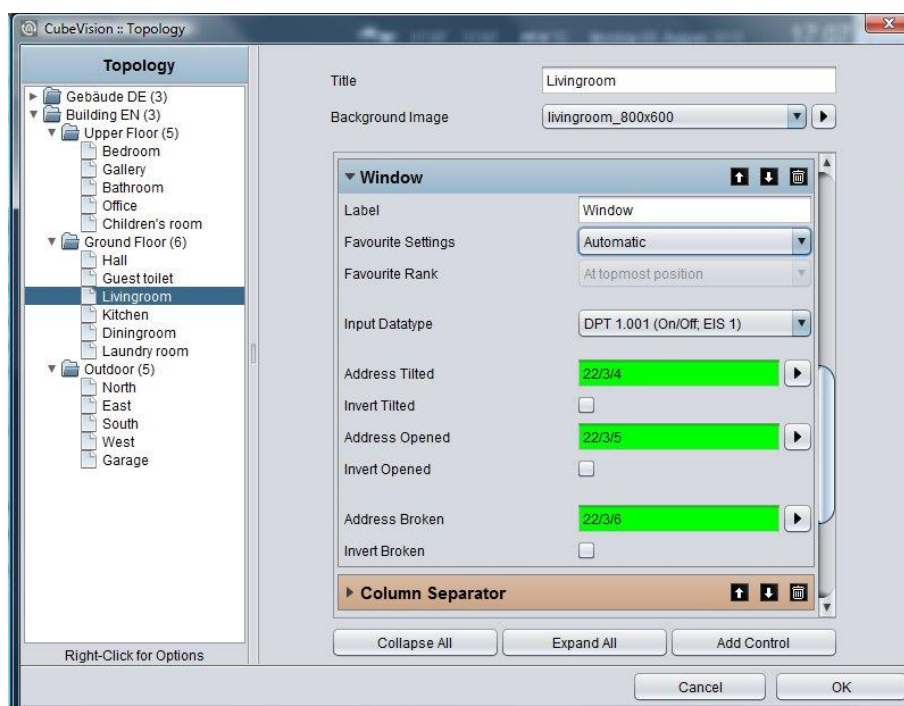 CubeVision :: Topology
Topology
Gebäude DE (3)
Building EN (3)
Upper Floor (5)
Bedroom
Gallery
Bathroom
Office
Children's room
Ground Floor (6)
Hall
Guest toilet
Livingroom
Kitchen
Diningroom
Laundry room
Outdoor (5)
North
East
South
West
Garage
Right-Click for Options
Title Livingroom
Background Image livingroom_800x600
Window
Label Window
Favourite Settings Automatic
Favourite Rank At topmost position
Input Datatype DPT 1.001 (On/Off; EIS 1)
Address Tilted 22/3/4
Invert Tilted
Address Opened 22/3/5
Invert Opened
Address Broken 22/3/6
Invert Broken
Column Separator
Collapse All Expand All Add Control
Cancel OK